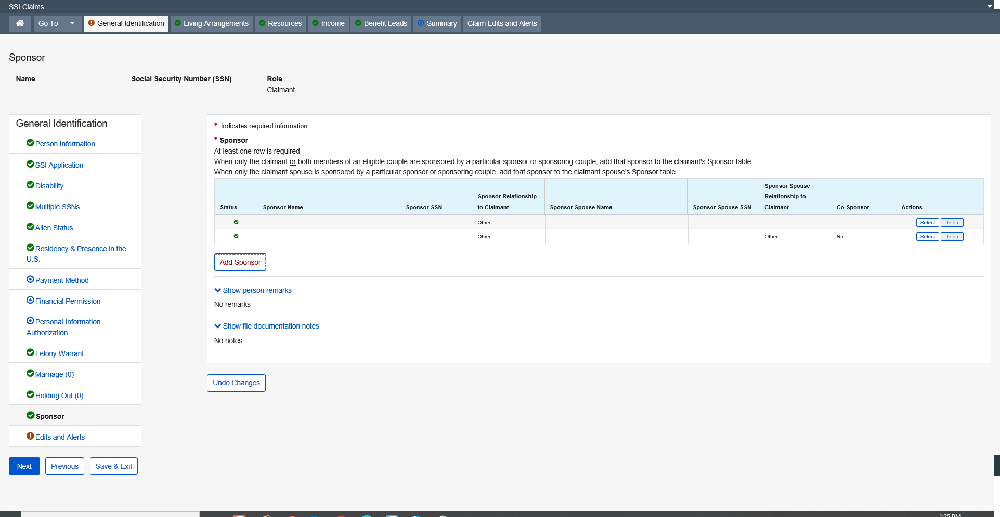 SSI Claims
Go To
General Identification
Living Arrangements
Resources
Income
Benefit Leads
Summary
Claim Edits and Alerts
Sponsor
Name
Social Security Number (SSN)
Role
Claimant
General Identification
Person Information
SSI Application
Disability
Multiple SSNs
Alien Status
Residency & Presence in the
U.S.
Payment Method
Financial Permission
Personal Information
Authorization
Felony Warrant
Marriage (0)
Holding Out (0)
Sponsor
Edits and Alerts
Next
Previous
Save & Exit
* Indicates required information
* Sponsor
At least one row is required
When only the claimant or both members of an eligible couple are sponsored by a particular sponsor or sponsoring couple, add that sponsor to the claimant's Sponsor table.
When only the claimant spouse is sponsored by a particular sponsor or sponsoring couple, add that sponsor to the claimant spouse's Sponsor table.
Status
Sponsor Name
Sponsor SSN
Sponsor Relationship
to Claimant
Sponsor Spouse Name
Sponsor Spouse SSN
Sponsor Spouse
Relationship to
Claimant
Co-Sponsor
Actions
Other
Select
Delete
Other
Other
No
Select
Delete
Add Sponsor
Show person remarks
No remarks
Show file documentation notes
No notes
Undo Changes
1:25 PM